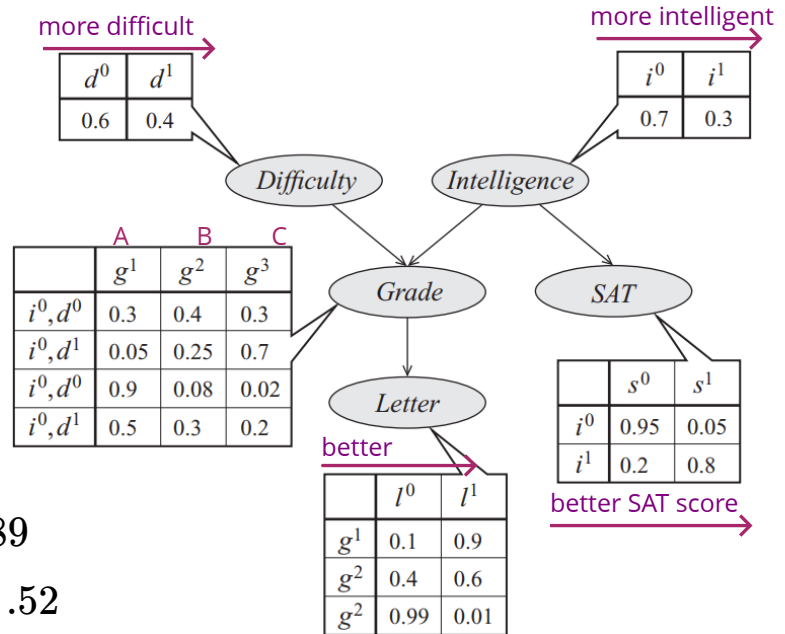 more difficult
more intelligent
d⁰ d¹
0.6 0.4
i⁰ i¹
0.7 0.3
Difficulty
Intelligence
A B C
g¹ g² g³
i⁰,d⁰ 0.3 0.4 0.3
i⁰,d¹ 0.05 0.25 0.7
i⁰,d⁰ 0.9 0.08 0.02
i⁰,d¹ 0.5 0.3 0.2
Grade
SAT
Letter
s⁰ s¹
i⁰ 0.95 0.05
i¹ 0.2 0.8
better SAT score
better
l⁰ l¹
g¹ 0.1 0.9
g² 0.4 0.6
g² 0.99 0.01
.52